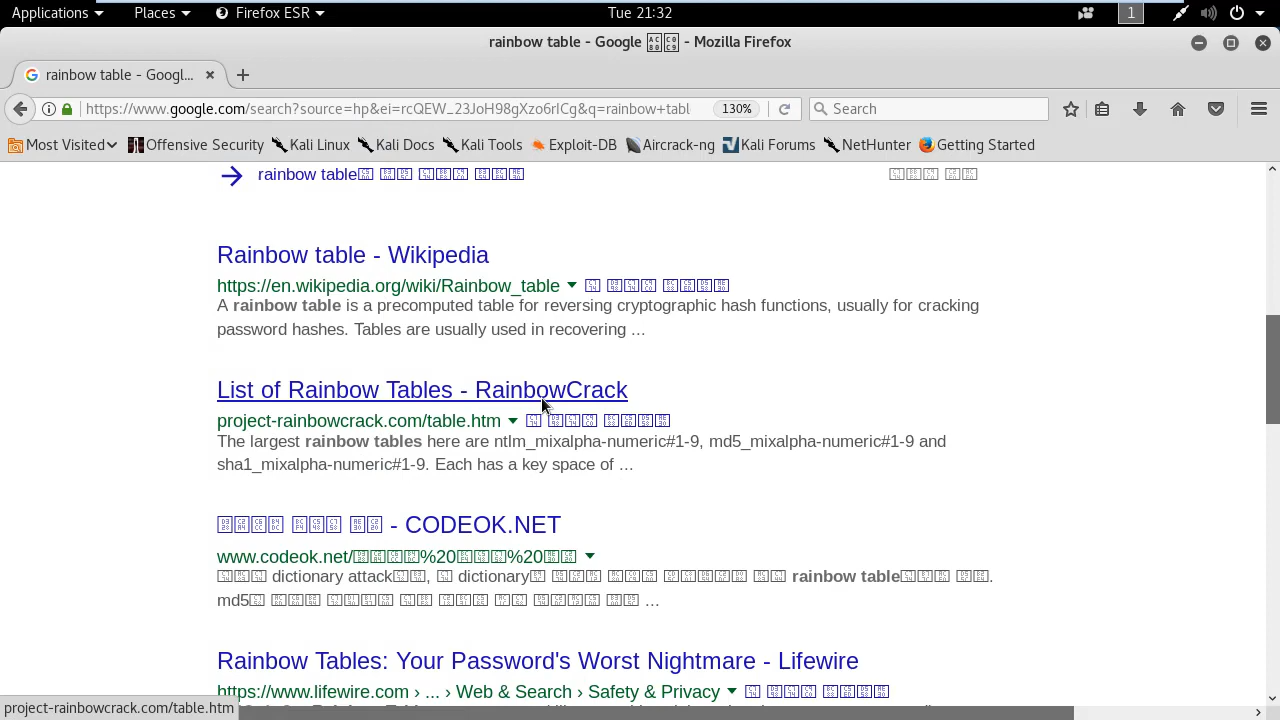 Applications Places Firefox ESR Tue 21:32 1
rainbow table - Google - Mozilla Firefox
rainbow table - Googl...
https://www.google.com/search?source=hp&ei=rcQEW_23JoH98gXzo6rICg&q=rainbow+tabl 130% Search
Most Visited Offensive Security Kali Linux Kali Docs Kali Tools Exploit-DB Aircrack-ng Kali Forums NetHunter Getting Started
rainbow table
Rainbow table - Wikipedia
https://en.wikipedia.org/wiki/Rainbow_table
A rainbow table is a precomputed table for reversing cryptographic hash functions, usually for cracking
password hashes. Tables are usually used in recovering ...
List of Rainbow Tables - RainbowCrack
project-rainbowcrack.com/table.htm
The largest rainbow tables here are ntlm_mixalpha-numeric#1-9, md5_mixalpha-numeric#1-9 and
sha1_mixalpha-numeric#1-9. Each has a key space of ...
- CODEOK.NET
www.codeok.net/ %20 %20
dictionary attack , dictionary rainbow table .
md5 ...
Rainbow Tables: Your Password's Worst Nightmare - Lifewire
https://www.lifewire.com › ... › Web & Search › Safety & Privacy
project-rainbowcrack.com/table.htm